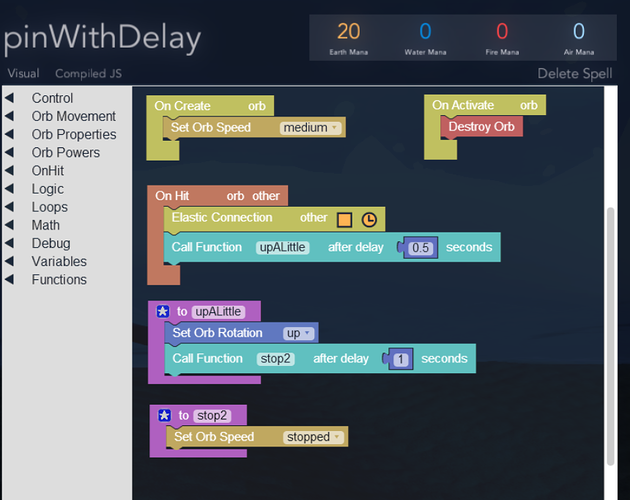 pinWithDelay
20 0 0 0
Earth Mana Water Mana Fire Mana Air Mana
Visual Compiled JS Delete Spell
Control
Orb Movement
Orb Properties
Orb Powers
OnHit
Logic
Loops
Math
Debug
Variables
Functions
On Create orb
Set Orb Speed medium
On Activate orb
Destroy Orb
On Hit orb other
Elastic Connection other
Call Function upALittle after delay 0.5 seconds
to upALittle
Set Orb Rotation up
Call Function stop2 after delay 1 seconds
to stop2
Set Orb Speed stopped